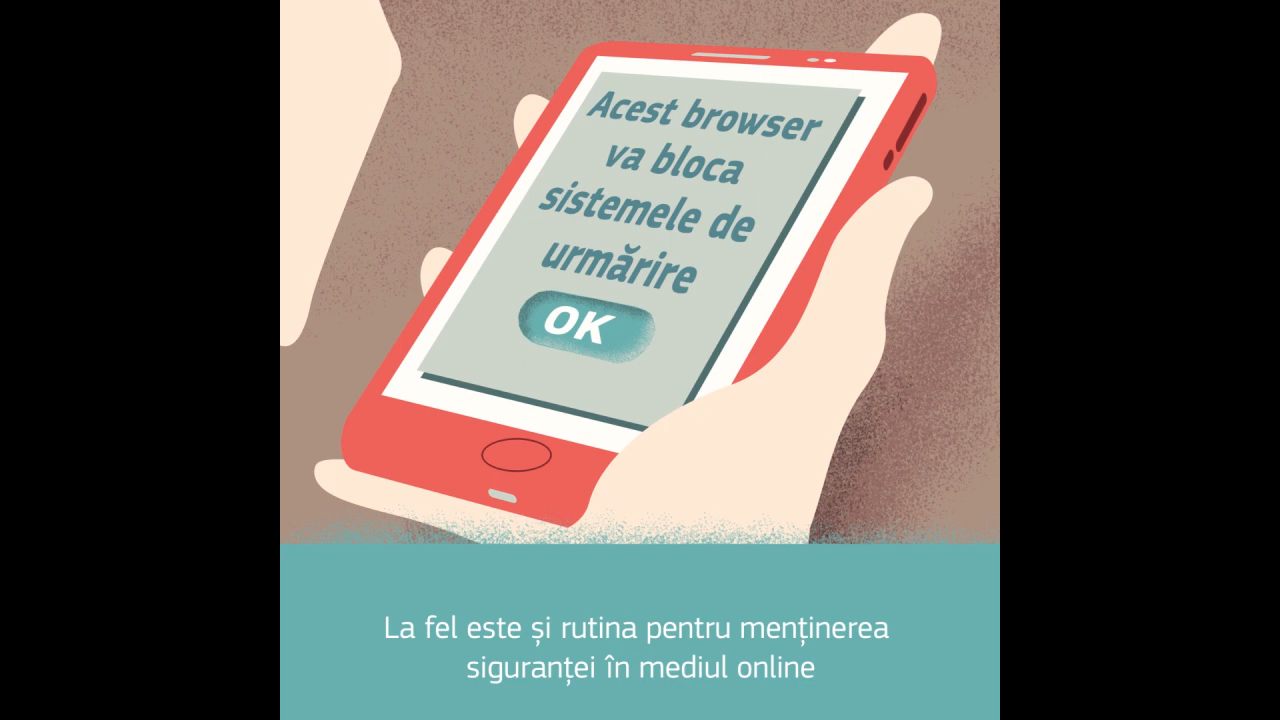 Acest browser
va bloca
sistemele de
urmărire
OK
La fel este și rutina pentru menținerea
siguranței în mediul online